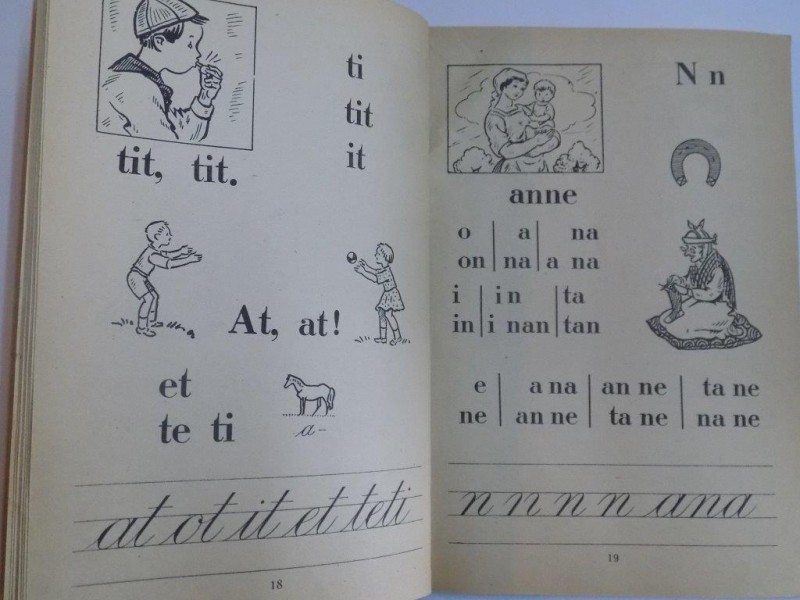 ti
tit
it
tit, tit.
At, at!
et
te ti
a-
at ot it et teti
18
N n
anne
o | a | na
on | na | a na
i | in | ta
in | i nan | tan
e | a na | an ne | ta ne
ne | an ne | ta ne | na ne
n n n n ana
19